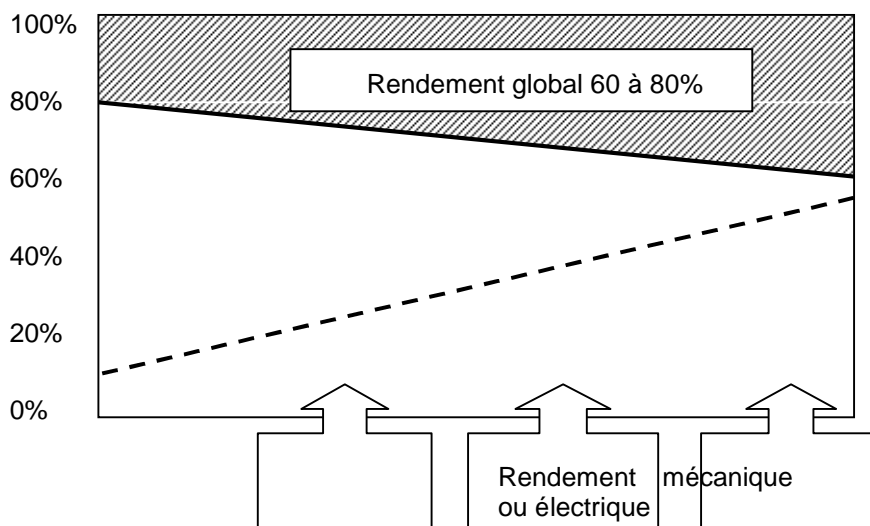 100%
Rendement global 60 à 80%
80%
60%
40%
20%
0%
Rendement mécanique
ou électrique